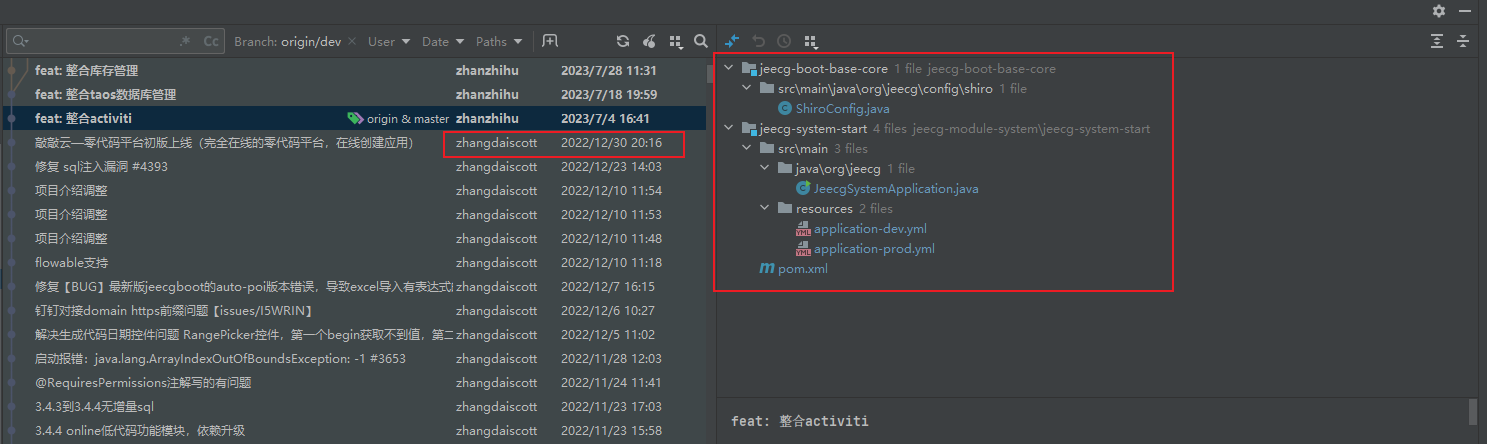 Cc Branch: origin/dev User Date Paths
feat: 整合库存管理 zhanzhihu 2023/7/28 11:31
feat: 整合taos数据库管理 zhanzhihu 2023/7/18 19:59
feat: 整合activiti origin & master zhanzhihu 2023/7/4 16:41
敲敲云—零代码平台初版上线（完全在线的零代码平台，在线创建应用） zhangdaiscott 2022/12/30 20:16
修复 sql注入漏洞 #4393 zhangdaiscott 2022/12/23 14:03
项目介绍调整 zhangdaiscott 2022/12/10 11:54
项目介绍调整 zhangdaiscott 2022/12/10 11:53
项目介绍调整 zhangdaiscott 2022/12/10 11:48
flowable支持 zhangdaiscott 2022/12/10 11:18
修复【BUG】最新版jeecgboot的auto-poi版本错误，导致excel导入有表达式 zhangdaiscott 2022/12/7 16:15
钉钉对接domain https前缀问题【issues/I5WRIN】 zhangdaiscott 2022/12/6 10:27
解决生成代码日期控件问题 RangePicker控件，第一个begin获取不到值，第二 zhangdaiscott 2022/12/5 11:02
启动报错：java.lang.ArrayIndexOutOfBoundsException: -1 #3653 zhangdaiscott 2022/11/28 12:03
@RequiresPermissions注解写的有问题 zhangdaiscott 2022/11/24 11:41
3.4.3到3.4.4无增量sql zhangdaiscott 2022/11/23 17:03
3.4.4 online低代码功能模块，依赖升级 zhangdaiscott 2022/11/23 15:58
jeecg-boot-base-core 1 file jeecg-boot-base-core
src\main\java\org\jeecg\config\shiro 1 file
ShiroConfig.java
jeecg-system-start 4 files jeecg-module-system\jeecg-system-start
src\main 3 files
java\org\jeecg 1 file
JeecgSystemApplication.java
resources 2 files
application-dev.yml
application-prod.yml
pom.xml
feat: 整合activiti